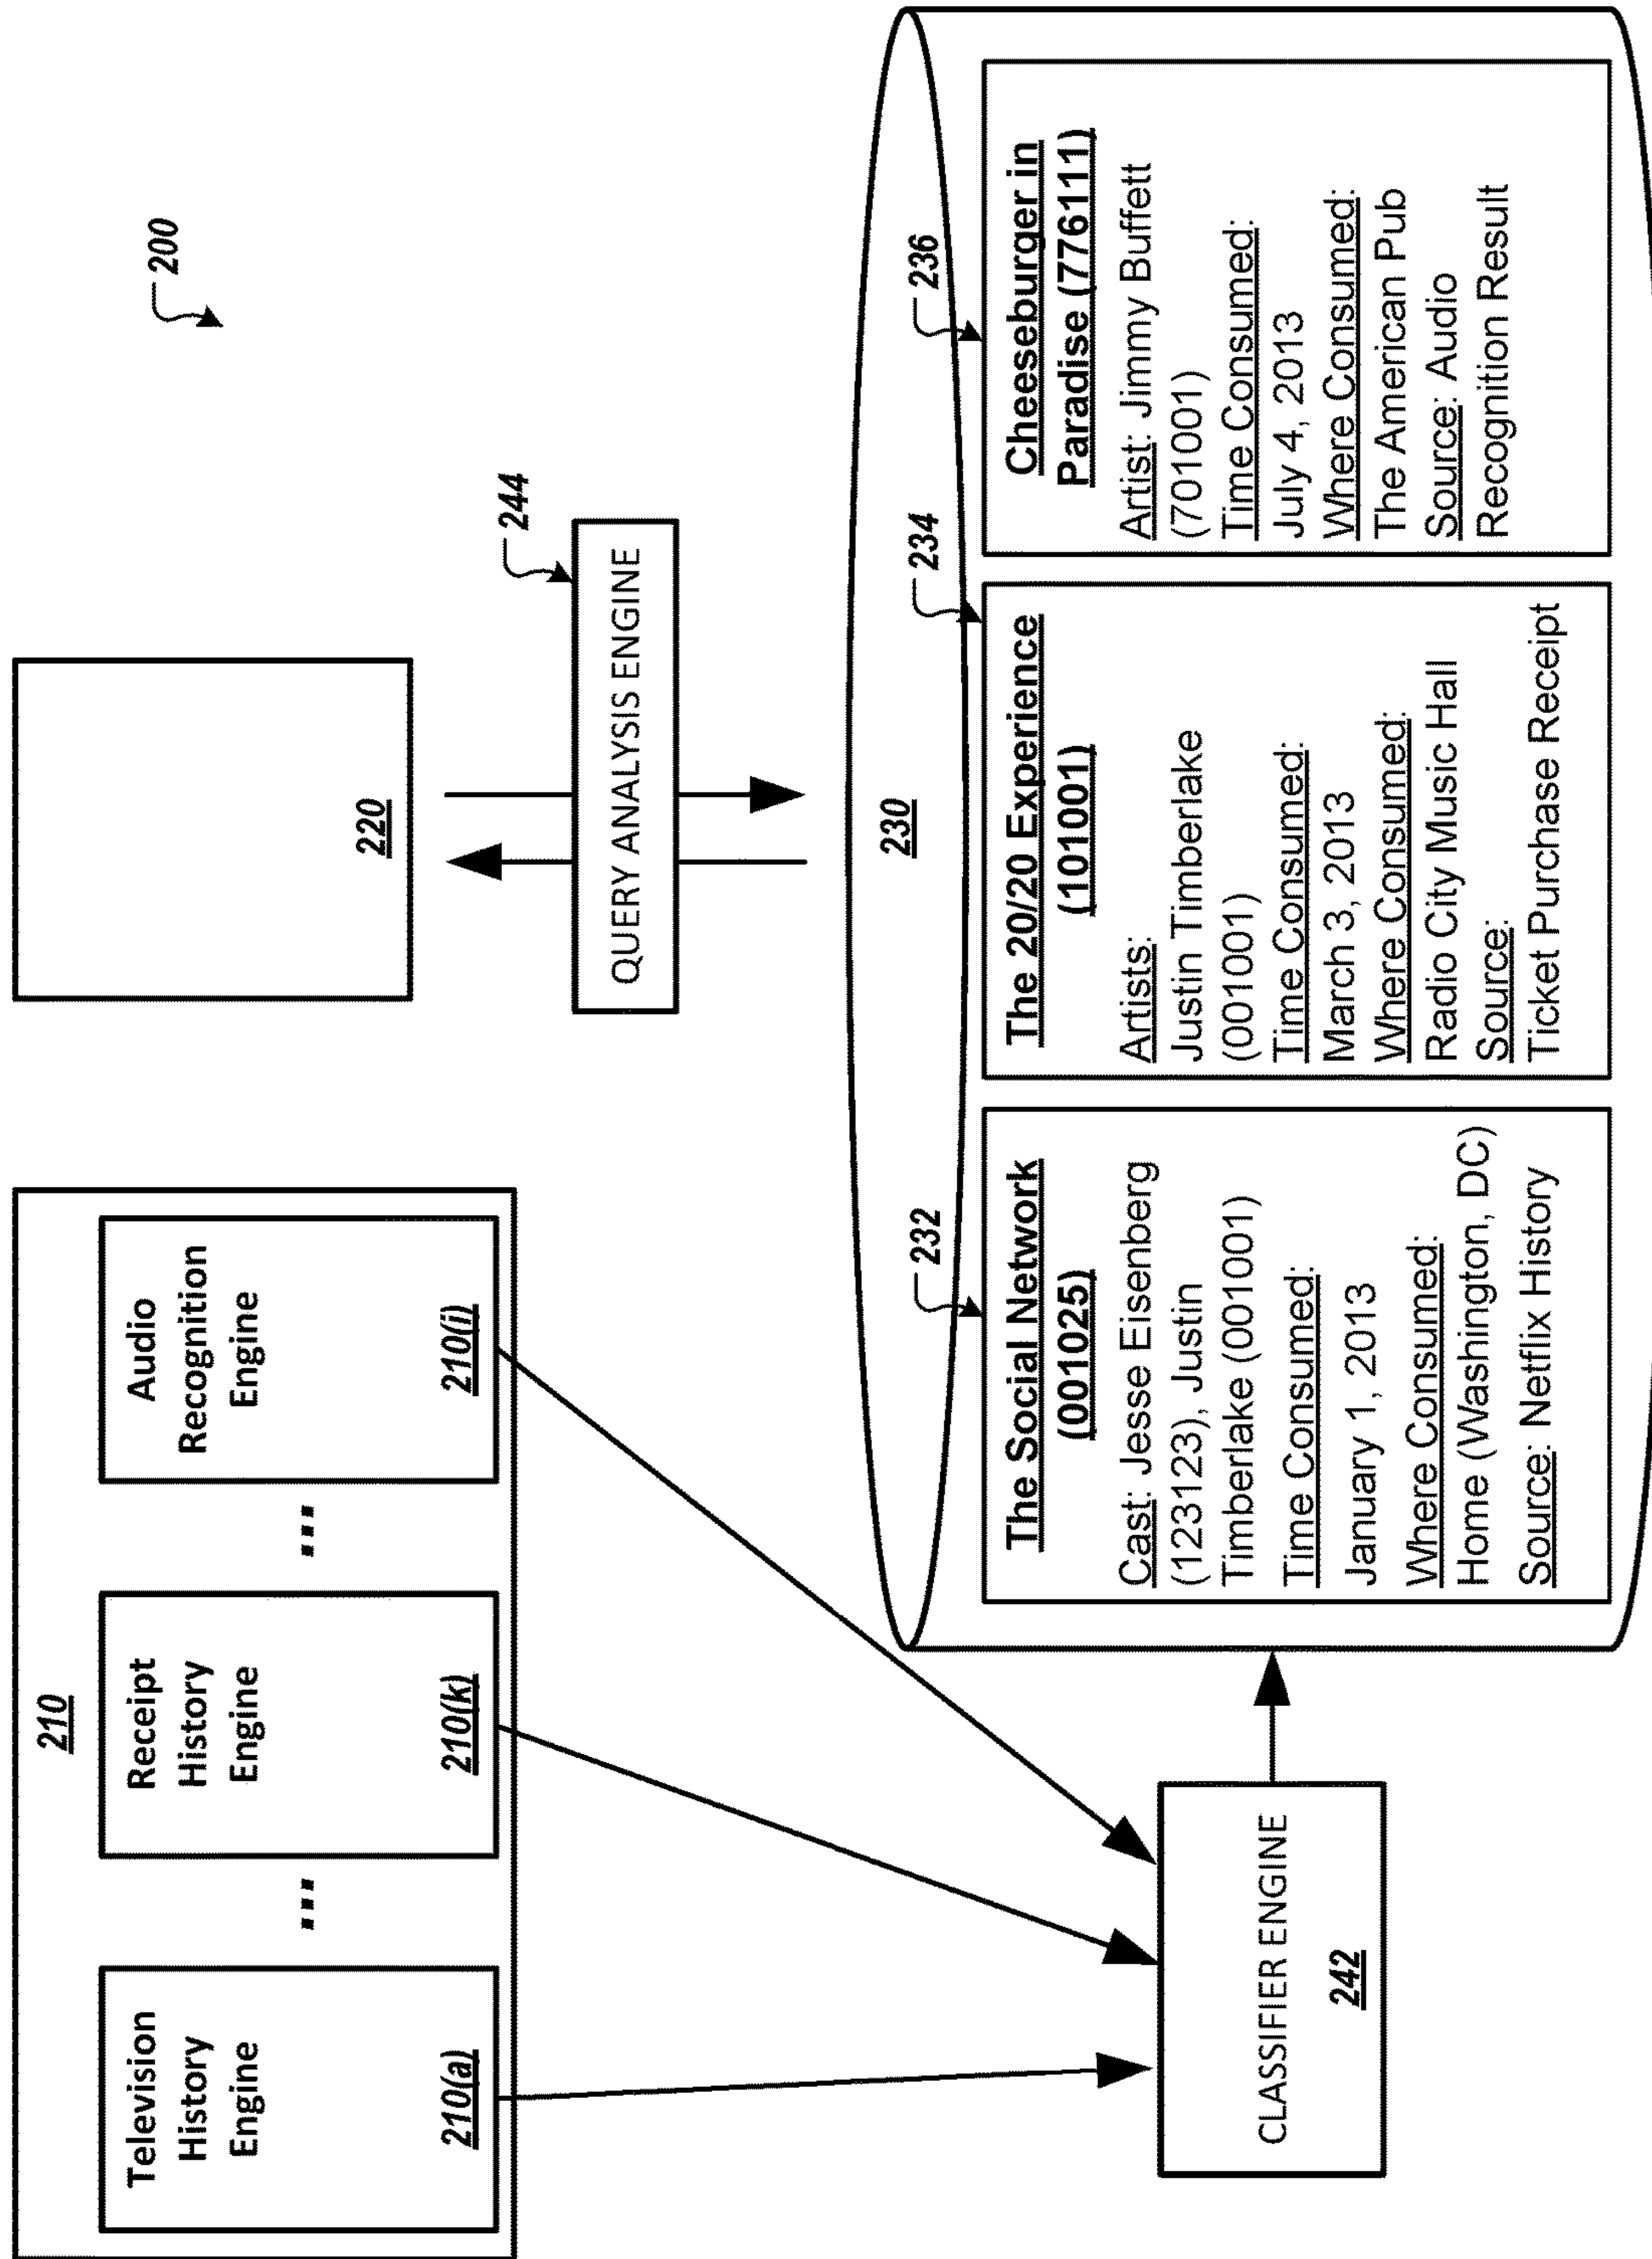 200
210
Television
History
Engine
210(a)
...
Receipt
History
Engine
210(k)
...
Audio
Recognition
Engine
210(i)
220
QUERY ANALYSIS ENGINE
244
CLASSIFIER ENGINE
242
230
232
The Social Network
(001025)
Cast: Jesse Eisenberg
(123123), Justin
Timberlake (001001)
Time Consumed:
January 1, 2013
Where Consumed:
Home (Washington, DC)
Source: Netflix History
234
The 20/20 Experience
(101001)
Artists:
Justin Timberlake
(001001)
Time Consumed:
March 3, 2013
Where Consumed:
Radio City Music Hall
Source:
Ticket Purchase Receipt
236
Cheeseburger in
Paradise (776111)
Artist: Jimmy Buffett
(701001)
Time Consumed:
July 4, 2013
Where Consumed:
The American Pub
Source: Audio
Recognition Result